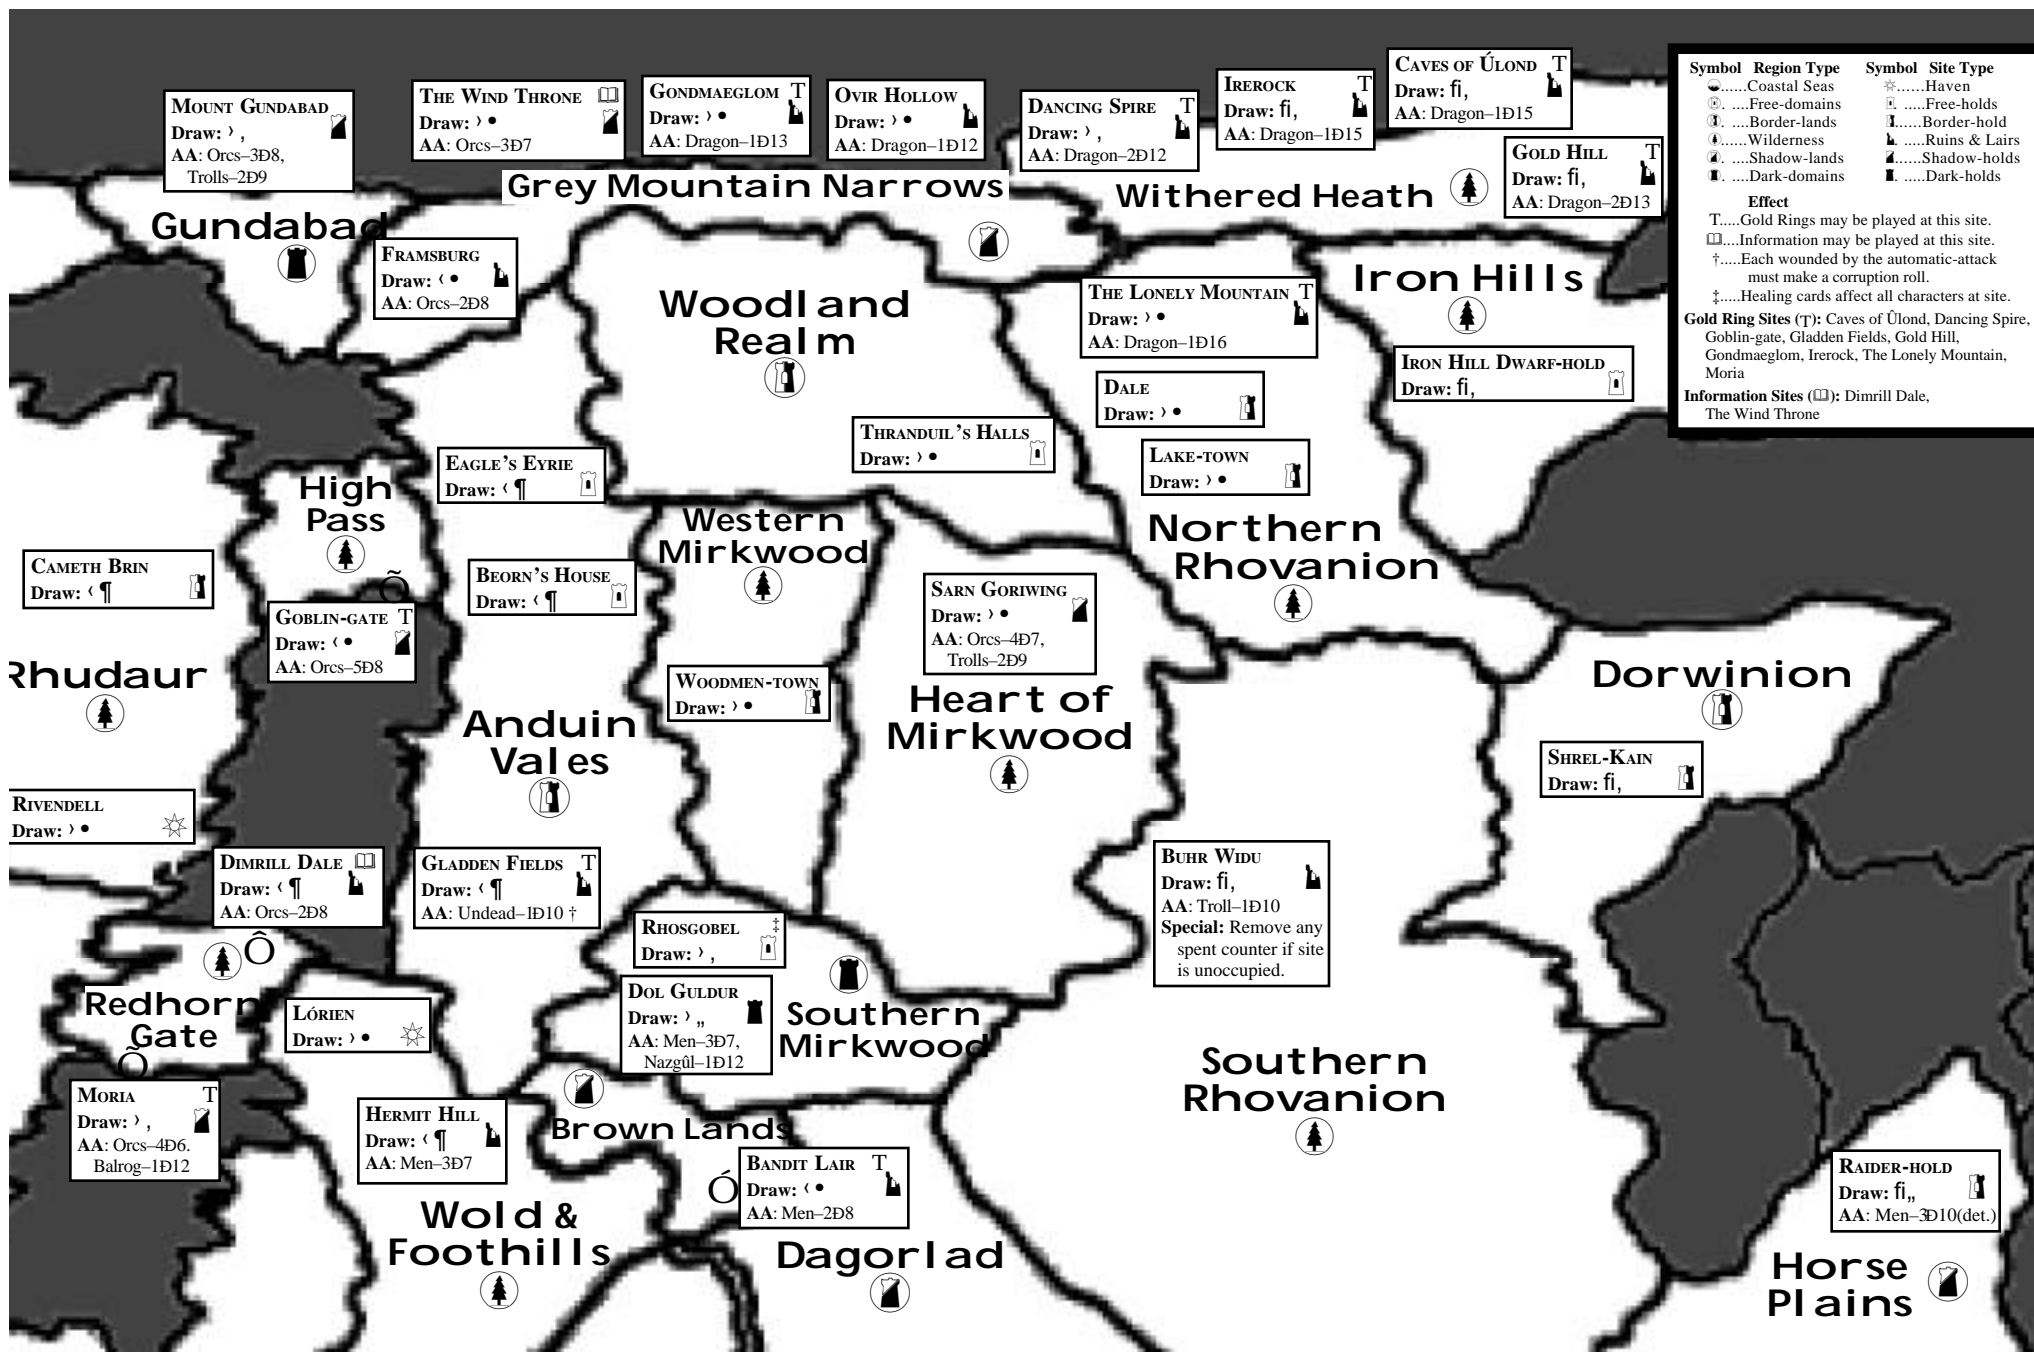 MOUNT GUNDABAD
Draw: › ,
AA: Orcs–3Ð8,
Trolls–2Ð9
THE WIND THRONE
Draw: › •
AA: Orcs–3Ð7
GONDMAEGLOM T
Draw: › •
AA: Dragon–1Ð13
OVIR HOLLOW
Draw: › •
AA: Dragon–1Ð12
DANCING SPIRE T
Draw: › ,
AA: Dragon–2Ð12
IREROCK T
Draw: fi,
AA: Dragon–1Ð15
CAVES OF ÚLOND T
Draw: fi,
AA: Dragon–1Ð15
GOLD HILL T
Draw: fi,
AA: Dragon–2Ð13
Symbol Region Type Symbol Site Type
......Coastal Seas ......Haven
. ....Free-domains . .....Free-holds
. ....Border-lands ......Border-hold
......Wilderness . .....Ruins & Lairs
. ....Shadow-lands ......Shadow-holds
. ....Dark-domains . .....Dark-holds
Effect
T.....Gold Rings may be played at this site.
....Information may be played at this site.
†.....Each wounded by the automatic-attack
must make a corruption roll.
‡.....Healing cards affect all characters at site.
Gold Ring Sites (T): Caves of Ûlond, Dancing Spire,
Goblin-gate, Gladden Fields, Gold Hill,
Gondmaeglom, Irerock, The Lonely Mountain,
Moria
Information Sites (): Dimrill Dale,
The Wind Throne
Grey Mountain Narrows
Withered Heath
Gundabad
FRAMSBURG
Draw: ‹ •
AA: Orcs–2Ð8
Woodland
Realm
THE LONELY MOUNTAIN T
Draw: › •
AA: Dragon–1Ð16
Iron Hills
IRON HILL DWARF-HOLD
Draw: fi,
DALE
Draw: › •
THRANDUIL'S HALLS
Draw: › •
LAKE-TOWN
Draw: › •
EAGLE'S EYRIE
Draw: ‹ ¶
High
Pass
Õ
Western
Mirkwood
Northern
Rhovanion
CAMETH BRIN
Draw: ‹ ¶
BEORN'S HOUSE
Draw: ‹ ¶
SARN GORIWING
Draw: › •
AA: Orcs–4Ð7,
Trolls–2Ð9
GOBLIN-GATE T
Draw: ‹ •
AA: Orcs–5Ð8
Rhudaur
WOODMEN-TOWN
Draw: › •
Heart of
Mirkwood
Dorwinion
Anduin
Vales
SHREL-KAIN
Draw: fi,
RIVENDELL
Draw: › •
DIMRILL DALE
Draw: ‹ ¶
AA: Orcs–2Ð8
GLADDEN FIELDS T
Draw: ‹ ¶
AA: Undead–1Ð10 †
BUHR WIDU
Draw: fi,
AA: Troll–1Ð10
Special: Remove any
spent counter if site
is unoccupied.
RHOSGOBEL ‡
Draw: › ,
Ô
Redhorn
Gate
Õ
LÓRIEN
Draw: › •
DOL GULDUR
Draw: › „
AA: Men–3Ð7,
Nazgûl–1Ð12
Southern
Mirkwood
Southern
Rhovanion
MORIA T
Draw: › ,
AA: Orcs–4Ð6.
Balrog–1Ð12
HERMIT HILL
Draw: ‹ ¶
AA: Men–3Ð7
Brown Lands
Ó
BANDIT LAIR T
Draw: ‹ •
AA: Men–2Ð8
RAIDER-HOLD
Draw: fi„
AA: Men–3Ð10(det.)
Wold &
Foothills
Dagorlad
Horse
Plains